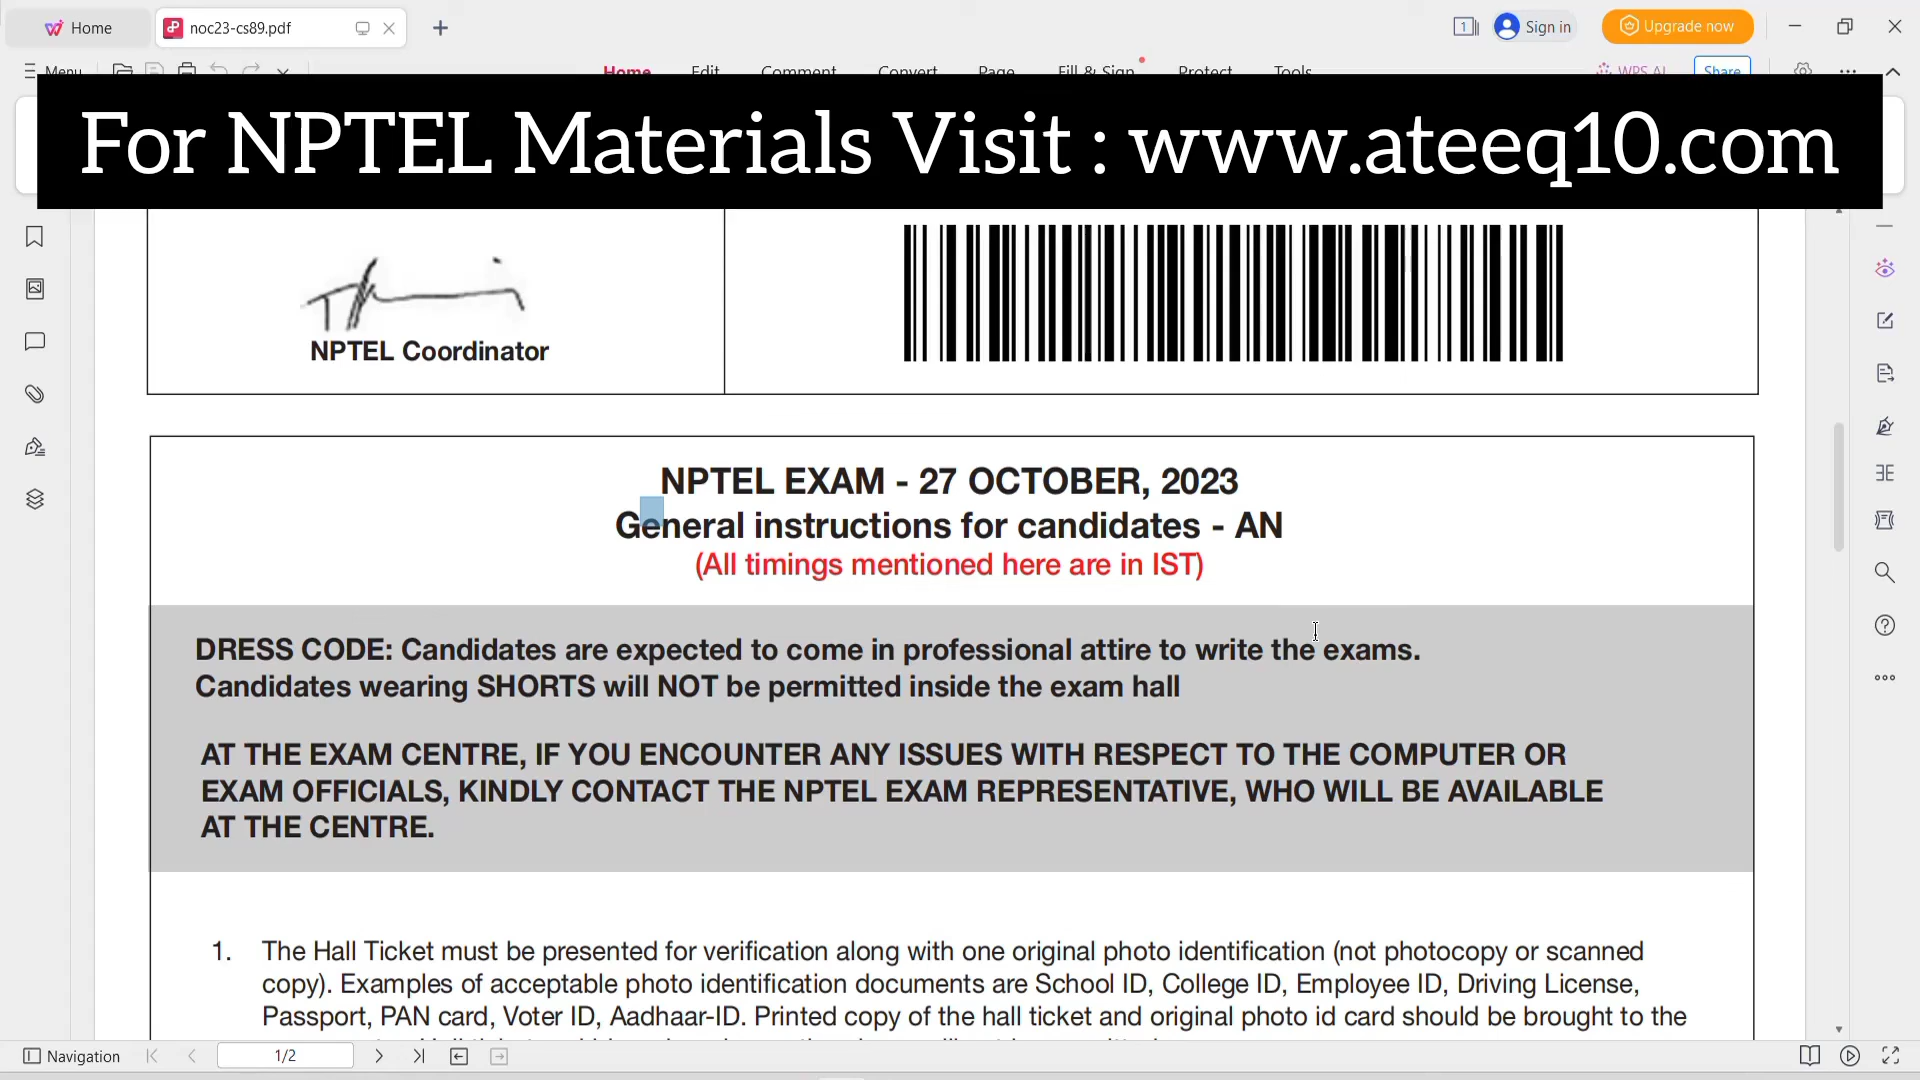 Home
noc23-cs89.pdf
1
Sign in
Upgrade now
Menu
Home
Edit
Comment
Convert
Page
Fill & Sign
Protect
Tools
WPS AI
Share
For NPTEL Materials Visit : www.ateeq10.com
NPTEL Coordinator
NPTEL EXAM - 27 OCTOBER, 2023
General instructions for candidates - AN
(All timings mentioned here are in IST)
DRESS CODE: Candidates are expected to come in professional attire to write the exams.
Candidates wearing SHORTS will NOT be permitted inside the exam hall
AT THE EXAM CENTRE, IF YOU ENCOUNTER ANY ISSUES WITH RESPECT TO THE COMPUTER OR
EXAM OFFICIALS, KINDLY CONTACT THE NPTEL EXAM REPRESENTATIVE, WHO WILL BE AVAILABLE
AT THE CENTRE.
1. The Hall Ticket must be presented for verification along with one original photo identification (not photocopy or scanned
copy). Examples of acceptable photo identification documents are School ID, College ID, Employee ID, Driving License,
Passport, PAN card, Voter ID, Aadhaar-ID. Printed copy of the hall ticket and original photo id card should be brought to the
Navigation
1/2